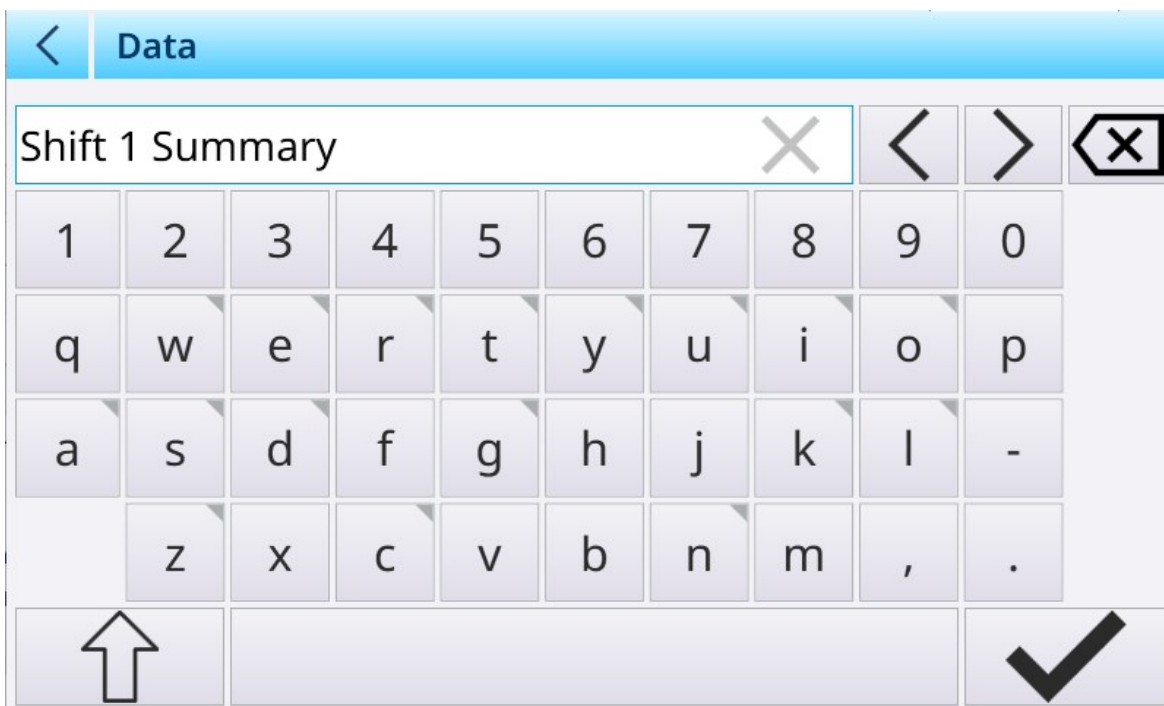 Data
Shift 1 Summary
1 2 3 4 5 6 7 8 9 0
q w e r t y u i o p
a s d f g h j k l -
z x c v b n m , .